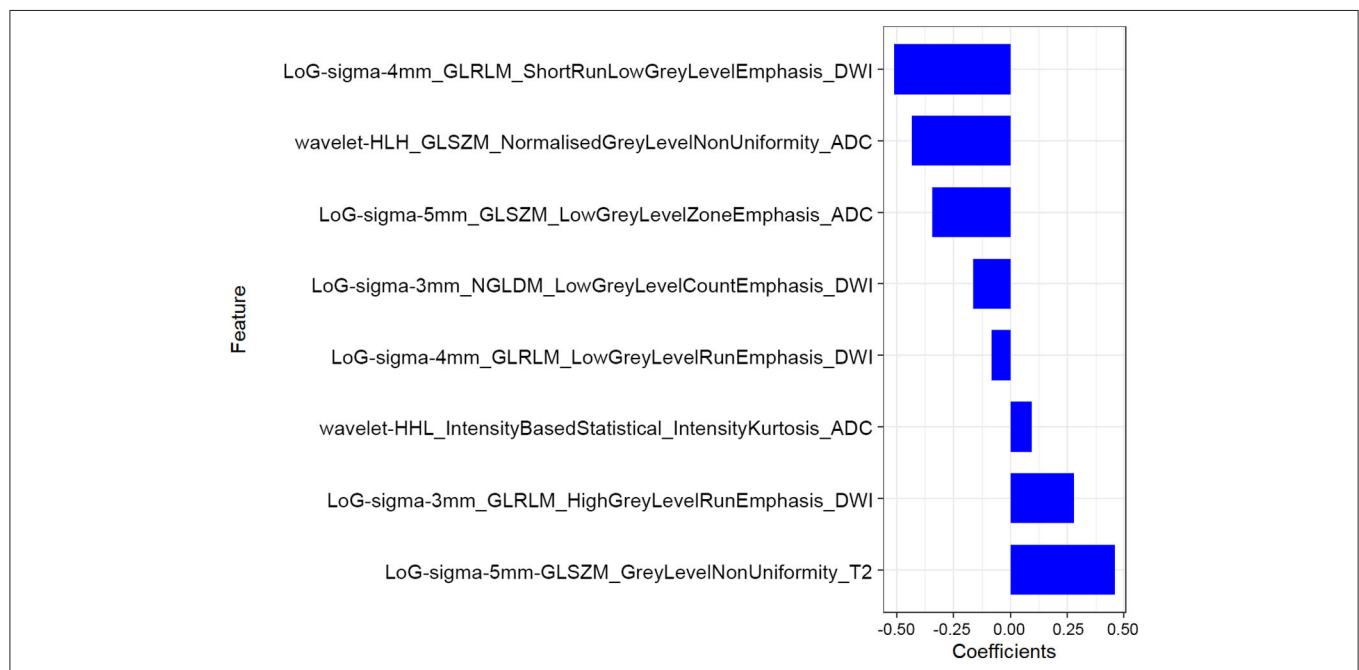 LoG-sigma-4mm_GLRLM_ShortRunLowGreyLevelEmphasis_DWI
wavelet-HLH_GLSZM_NormalisedGreyLevelNonUniformity_ADC
LoG-sigma-5mm_GLSZM_LowGreyLevelZoneEmphasis_ADC
LoG-sigma-3mm_NGLDM_LowGreyLevelCountEmphasis_DWI
Feature
LoG-sigma-4mm_GLRLM_LowGreyLevelRunEmphasis_DWI
wavelet-HHL_IntensityBasedStatistical_IntensityKurtosis_ADC
LoG-sigma-3mm_GLRLM_HighGreyLevelRunEmphasis_DWI
LoG-sigma-5mm-GLSZM_GreyLevelNonUniformity_T2
-0.50 -0.25 0.00 0.25 0.50
Coefficients